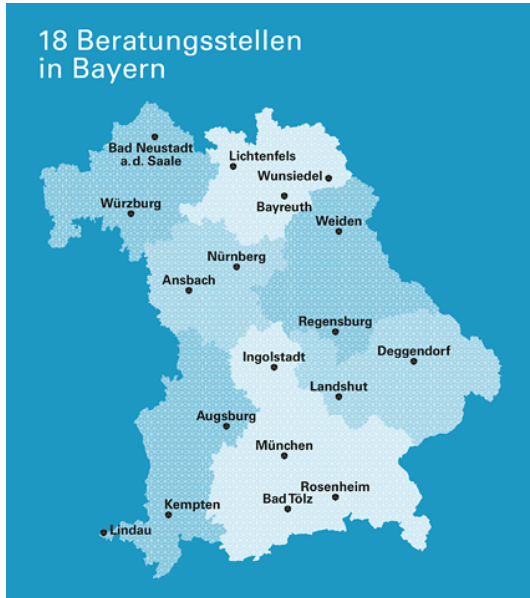 18 Beratungsstellen
in Bayern
Bad Neustadt
a. d. Saale
Lichtenfels
Wunsiedel
Bayreuth
Würzburg
Weiden
Nürnberg
Ansbach
Regensburg
Deggendorf
Ingolstadt
Landshut
Augsburg
München
Rosenheim
Bad Tölz
Kempten
Lindau